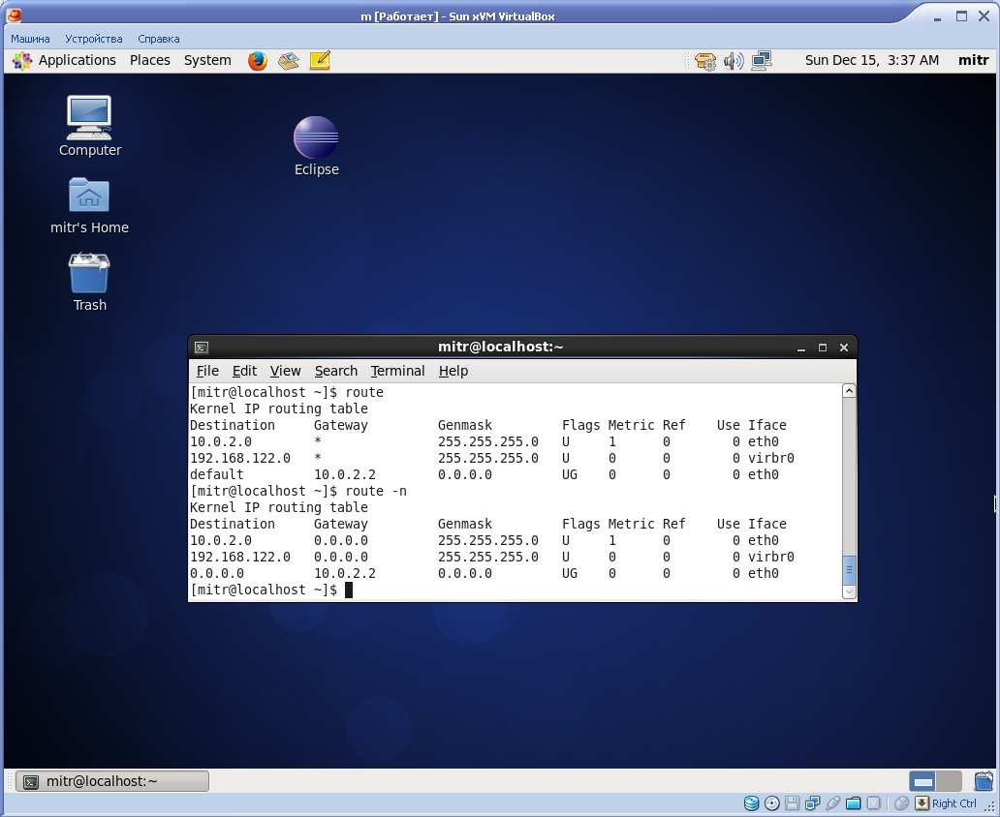 m [Работает] - Sun xVM VirtualBox
Машина Устройства Справка
Applications Places System Sun Dec 15, 3:37 AM mitr
Computer
Eclipse
mitr's Home
Trash
mitr@localhost:~
File Edit View Search Terminal Help
[mitr@localhost ~]$ route
Kernel IP routing table
Destination Gateway Genmask Flags Metric Ref Use Iface
10.0.2.0 * 255.255.255.0 U 1 0 0 eth0
192.168.122.0 * 255.255.255.0 U 0 0 0 virbr0
default 10.0.2.2 0.0.0.0 UG 0 0 0 eth0
[mitr@localhost ~]$ route -n
Kernel IP routing table
Destination Gateway Genmask Flags Metric Ref Use Iface
10.0.2.0 0.0.0.0 255.255.255.0 U 1 0 0 eth0
192.168.122.0 0.0.0.0 255.255.255.0 U 0 0 0 virbr0
0.0.0.0 10.0.2.2 0.0.0.0 UG 0 0 0 eth0
[mitr@localhost ~]$
mitr@localhost:~
Right Ctrl